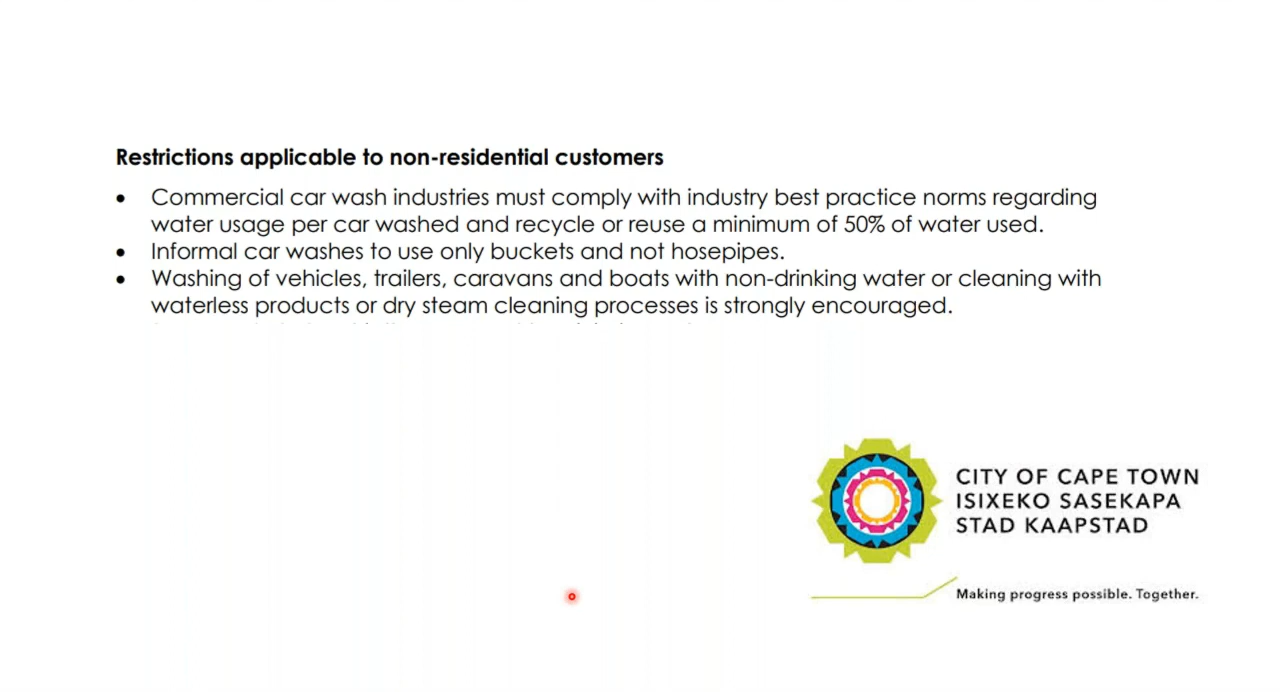 Restrictions applicable to non-residential customers
• Commercial car wash industries must comply with industry best practice norms regarding
water usage per car washed and recycle or reuse a minimum of 50% of water used.
• Informal car washes to use only buckets and not hosepipes.
• Washing of vehicles, trailers, caravans and boats with non-drinking water or cleaning with
waterless products or dry steam cleaning processes is strongly encouraged.
CITY OF CAPE TOWN
ISIXEKO SASEKAPA
STAD KAAPSTAD
Making progress possible. Together.